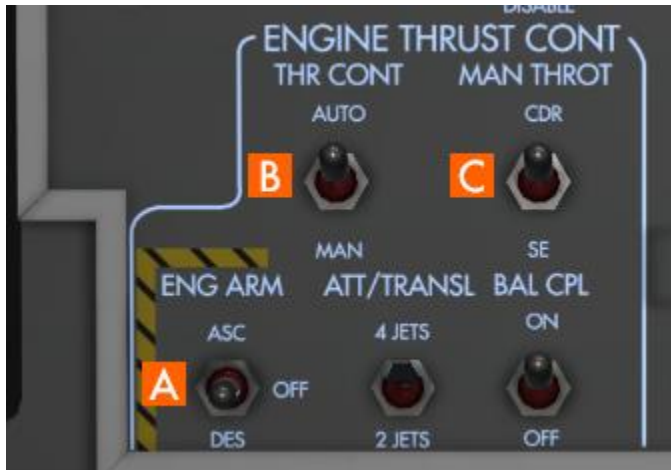 DISABLE
ENGINE THRUST CONT
THR CONT MAN THROT
AUTO CDR
B C
MAN SE
ENG ARM ATT/TRANSL BAL CPL
ASC 4 JETS ON
A OFF
DES 2 JETS OFF